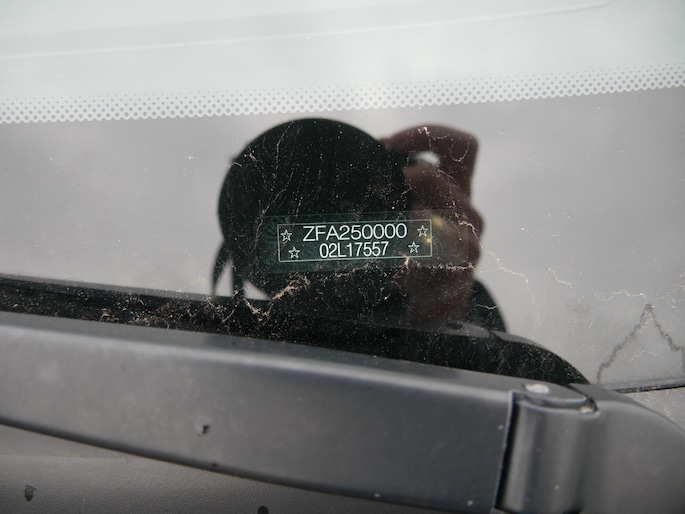 ☆ ZFA250000 ☆
☆ 02L17557 ☆